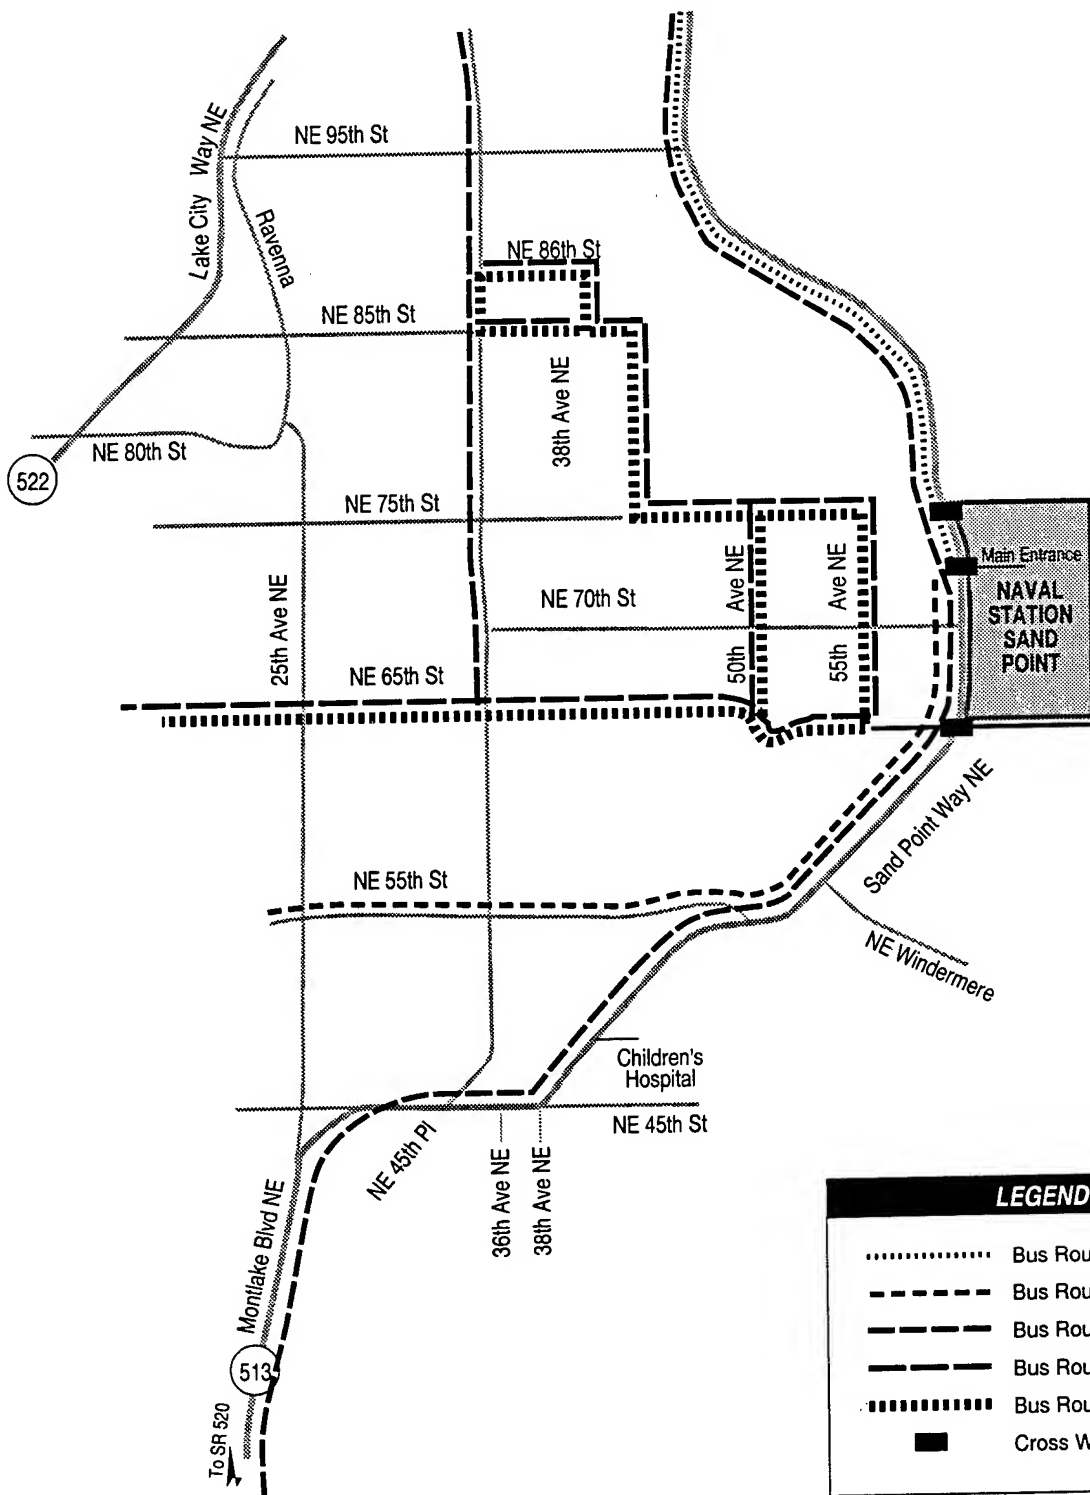 Lake City Way NE
NE 95th St
Ravenna
NE 86th St
NE 85th St
38th Ave NE
NE 80th St
522
NE 75th St
Main Entrance
NAVAL
STATION
SAND
POINT
25th Ave NE
NE 70th St
50th Ave NE
55th Ave NE
NE 65th St
Sand Point Way NE
NE 55th St
NE Windermere
Children's
Hospital
NE 45th St
NE 45th Pl
36th Ave NE
38th Ave NE
Montlake Blvd NE
513
To SR 520
LEGEND
Bus Rou
Bus Rou
Bus Rou
Bus Rou
Bus Rou
Cross W